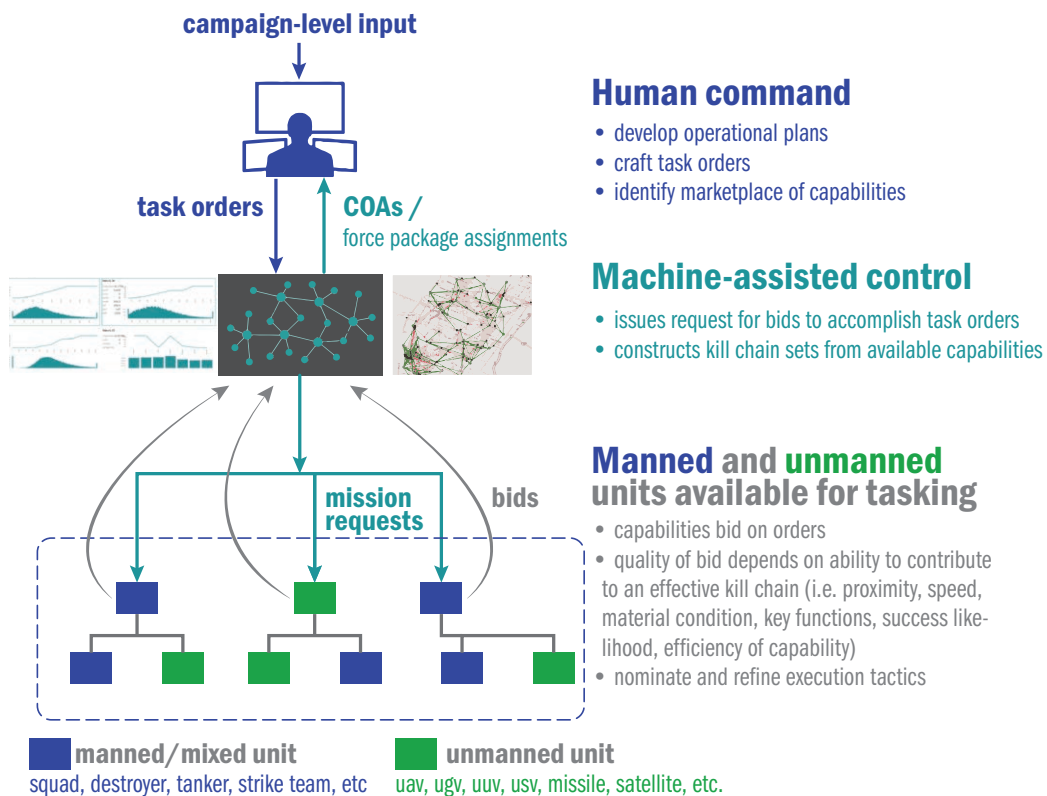 campaign-level input
Human command
• develop operational plans
• craft task orders
• identify marketplace of capabilities
task orders
COAs /
force package assignments
Machine-assisted control
• issues request for bids to accomplish task orders
• constructs kill chain sets from available capabilities
mission
requests
bids
Manned and unmanned
units available for tasking
• capabilities bid on orders
• quality of bid depends on ability to contribute
to an effective kill chain (i.e. proximity, speed,
material condition, key functions, success like-
lihood, efficiency of capability)
• nominate and refine execution tactics
manned/mixed unit
squad, destroyer, tanker, strike team, etc
unmanned unit
uav, ugv, uuv, usv, missile, satellite, etc.